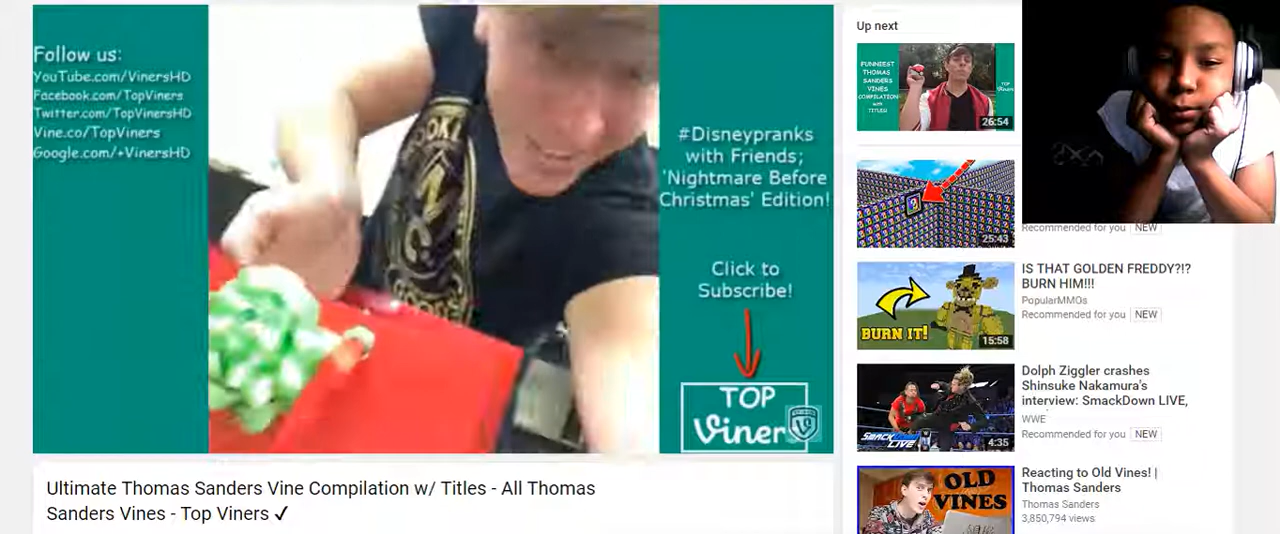 Follow us:
YouTube.com/VinersHD
Facebook.com/TopViners
Twitter.com/TopVinersHD
Vine.co/TopViners
Google.com/+VinersHD
#Disneypranks
with Friends;
'Nightmare Before
Christmas' Edition!
Click to
Subscribe!
TOP
Viners
Ultimate Thomas Sanders Vine Compilation w/ Titles - All Thomas
Sanders Vines - Top Viners ✓
Up next
FUNNIEST
THOMAS
SANDERS
VINES
COMPILATION
with
TITLES!
26:54
25:43
Recommended for you NEW
BURN IT!
15:58
IS THAT GOLDEN FREDDY?!?
BURN HIM!!!
PopularMMOs
Recommended for you NEW
SMACKDOWN
LIVE
4:35
Dolph Ziggler crashes
Shinsuke Nakamura's
interview: SmackDown LIVE,
WWE
Recommended for you NEW
OLD
VINES
Reacting to Old Vines! |
Thomas Sanders
Thomas Sanders
3,850,794 views